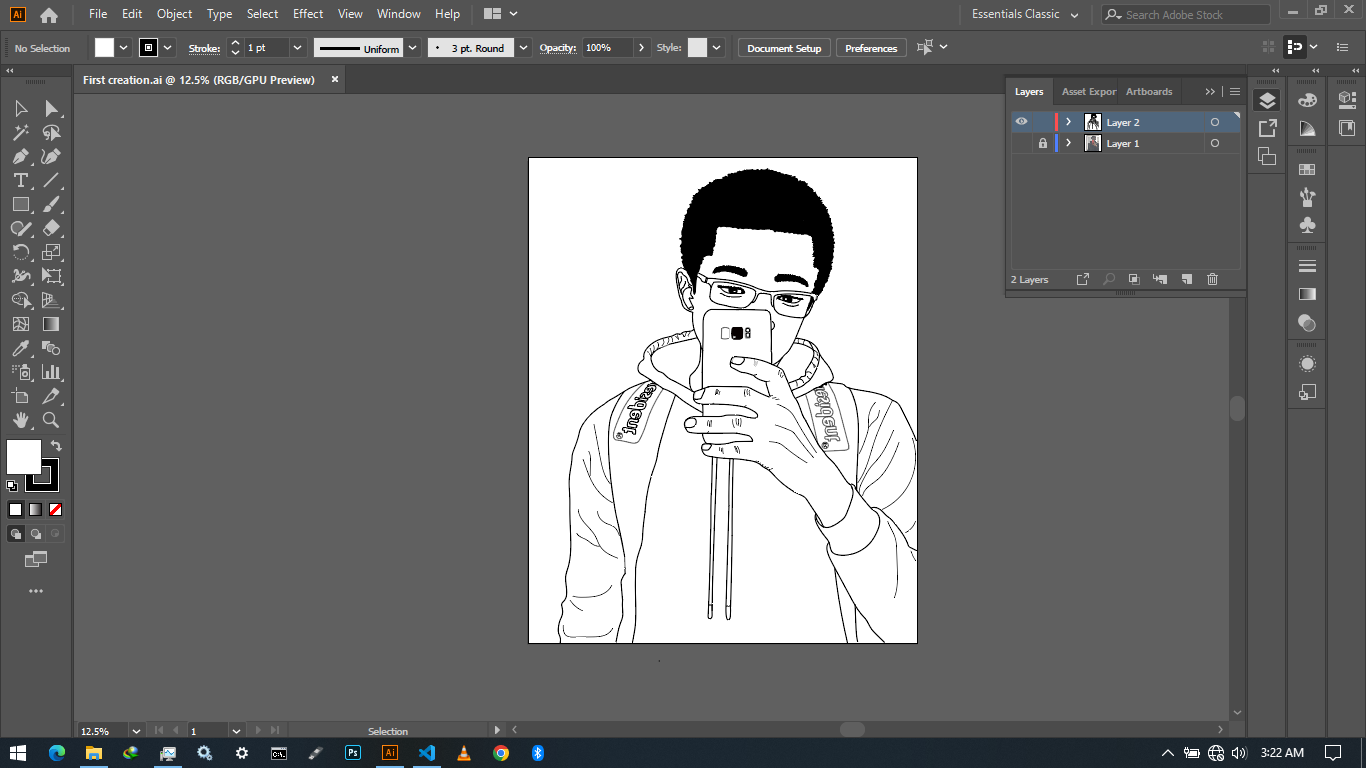 Ai File Edit Object Type Select Effect View Window Help Essentials Classic Search Adobe Stock
No Selection Stroke: 1 pt Uniform 3 pt. Round Opacity: 100% Style: Document Setup Preferences
First creation.ai @ 12.5% (RGB/GPU Preview) ×
Layers Asset Expor Artboards
Layer 2
Layer 1
2 Layers
12.5% 1 Selection
Ps Ai 3:22 AM